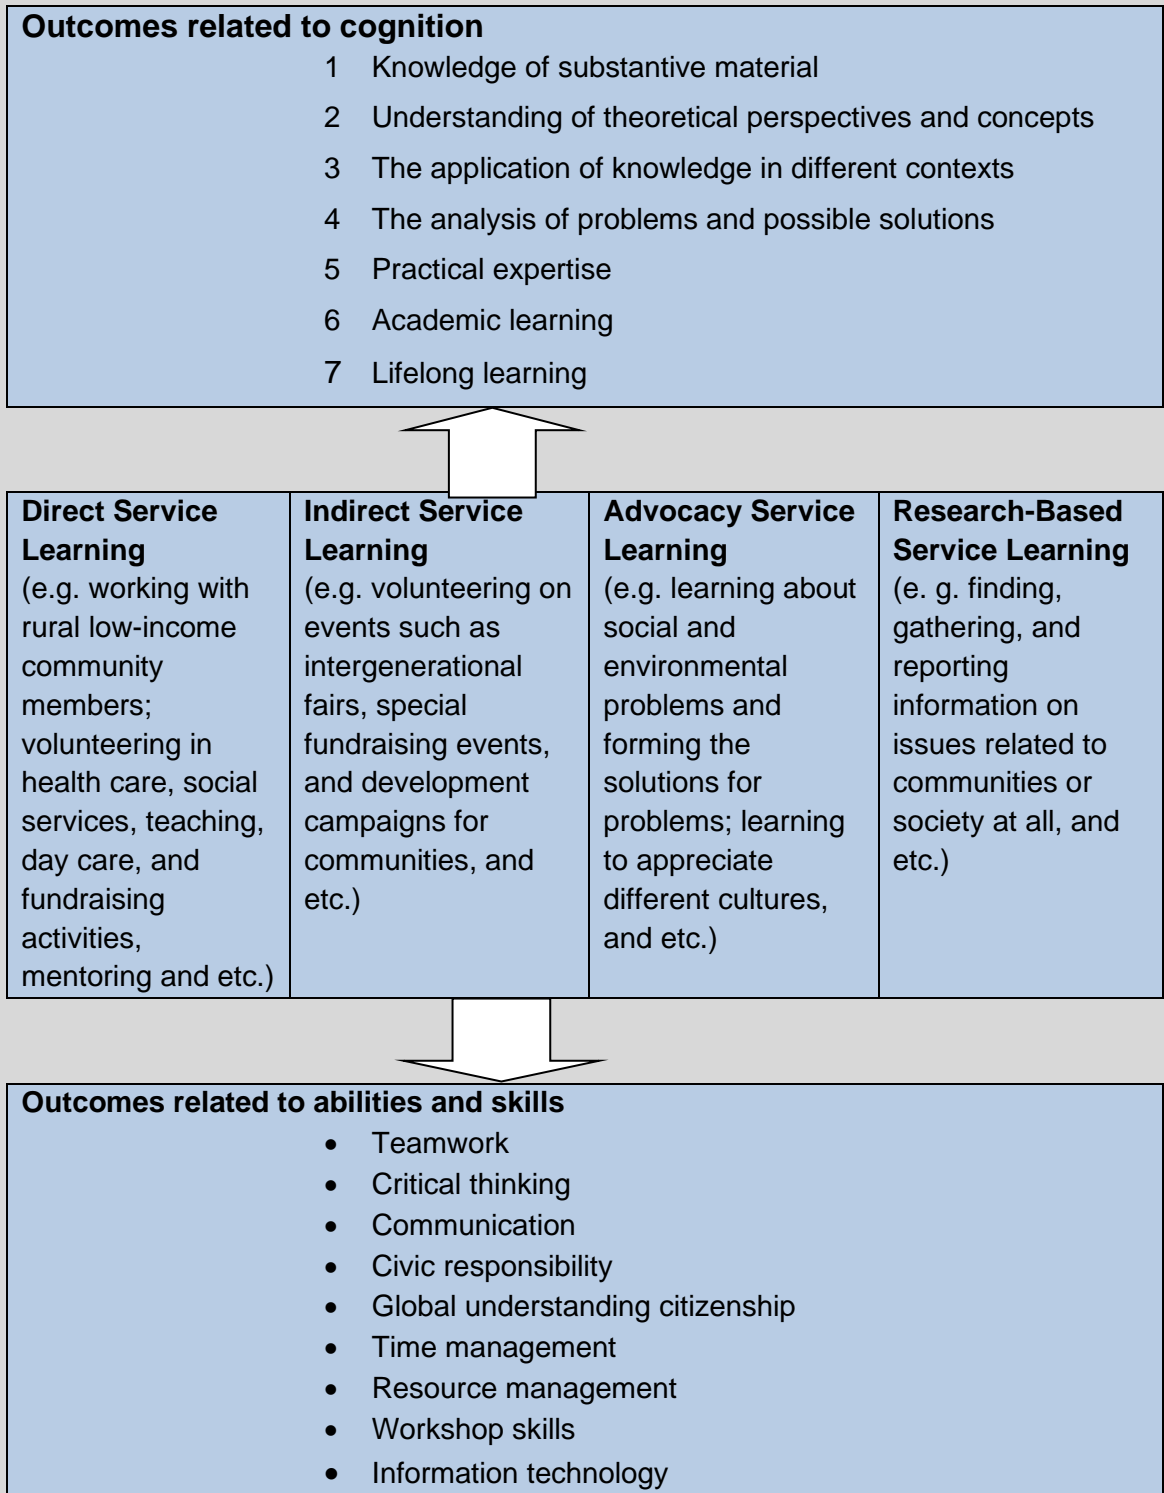 Outcomes related to cognition
1 Knowledge of substantive material
2 Understanding of theoretical perspectives and concepts
3 The application of knowledge in different contexts
4 The analysis of problems and possible solutions
5 Practical expertise
6 Academic learning
7 Lifelong learning
Direct Service
Learning
(e.g. working with
rural low-income
community
members;
volunteering in
health care, social
services, teaching,
day care, and
fundraising
activities,
mentoring and etc.)
Indirect Service
Learning
(e.g. volunteering on
events such as
intergenerational
fairs, special
fundraising events,
and development
campaigns for
communities, and
etc.)
Advocacy Service
Learning
(e.g. learning about
social and
environmental
problems and
forming the
solutions for
problems; learning
to appreciate
different cultures,
and etc.)
Research-Based
Service Learning
(e. g. finding,
gathering, and
reporting
information on
issues related to
communities or
society at all, and
etc.)
Outcomes related to abilities and skills
• Teamwork
• Critical thinking
• Communication
• Civic responsibility
• Global understanding citizenship
• Time management
• Resource management
• Workshop skills
• Information technology